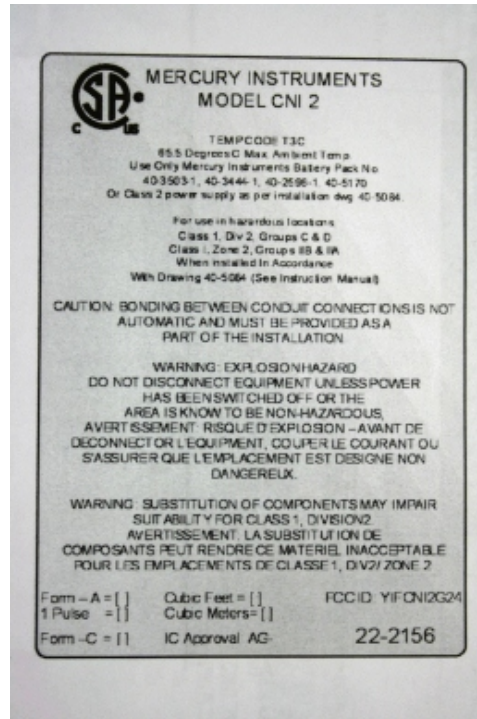 SA
C US
MERCURY INSTRUMENTS
MODEL CNI 2
TEMPCODE T3C
65.5 Degrees C Max. Ambient Temp.
Use Only Mercury Instruments Battery Pack No.
40-3503-1, 40-3444-1, 40-2596-1. 40-5170
Or Class 2 power supply as per installation dwg 40-5084.
For use in hazardous locations
Class 1, Div 2, Groups C & D
Class I, Zone 2, Groups IIB & IIA
When Installed In Accordance
With Drawing 40-5084 (See Instruction Manual)
CAUTION: BONDING BETWEEN CONDUIT CONNECTIONS IS NOT
AUTOMATIC AND MUST BE PROVIDED AS A
PART OF THE INSTALLATION.
WARNING: EXPLOSION HAZARD
DO NOT DISCONNECT EQUIPMENT UNLESS POWER
HAS BEEN SWITCHED OFF OR THE
AREA IS KNOW TO BE NON-HAZARDOUS,
AVERTISSEMENT: RISQUE D'EXPLOSION – AVANT DE
DECONNECTOR L'EQUIPMENT, COUPER LE COURANT OU
S'ASSURER QUE L'EMPLACEMENT EST DESIGNE NON
DANGEREUX.
WARNING: SUBSTITUTION OF COMPONENTS MAY IMPAIR
SUITABILITY FOR CLASS 1, DIVISION2.
AVERTISSEMENT. LA SUBSTITUTION DE
COMPOSANTS PEUT RENDRE CE MATERIEL INACCEPTABLE
POUR LES EMPLACEMENTS DE CLASSE 1, DIV2/ ZONE 2
Form – A = [ ] Cubic Feet = [ ] FCC ID: YIFCNI2G24
1 Pulse = [ ] Cubic Meters= [ ]
Form –C = [ ] IC Approval AG- 22-2156